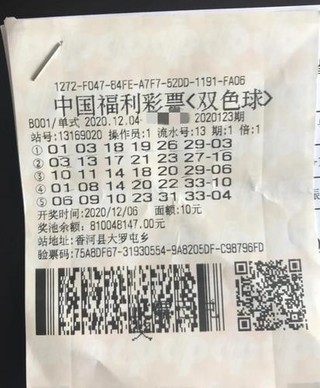 1272-F047-B4FE-A7F7-52DD-1191-FA06
中国福利彩票<双色球>
B001/单式 2020.12.04- 2020123期
站号:13169020 操作员:1 流水号:13 期:1 倍:1
① 01 03 18 19 26 29-03
② 03 13 17 21 23 27-16
③ 10 11 14 18 20 29-06
④ 01 08 14 20 22 33-10
⑤ 06 09 10 23 31 33-04
开奖时间:2020/12/06 面额:10元
奖池余额:810048147.00元
站地址:香河县大罗屯乡
验票码:75A8DF67-31930554-9A8205DF-C98796FD